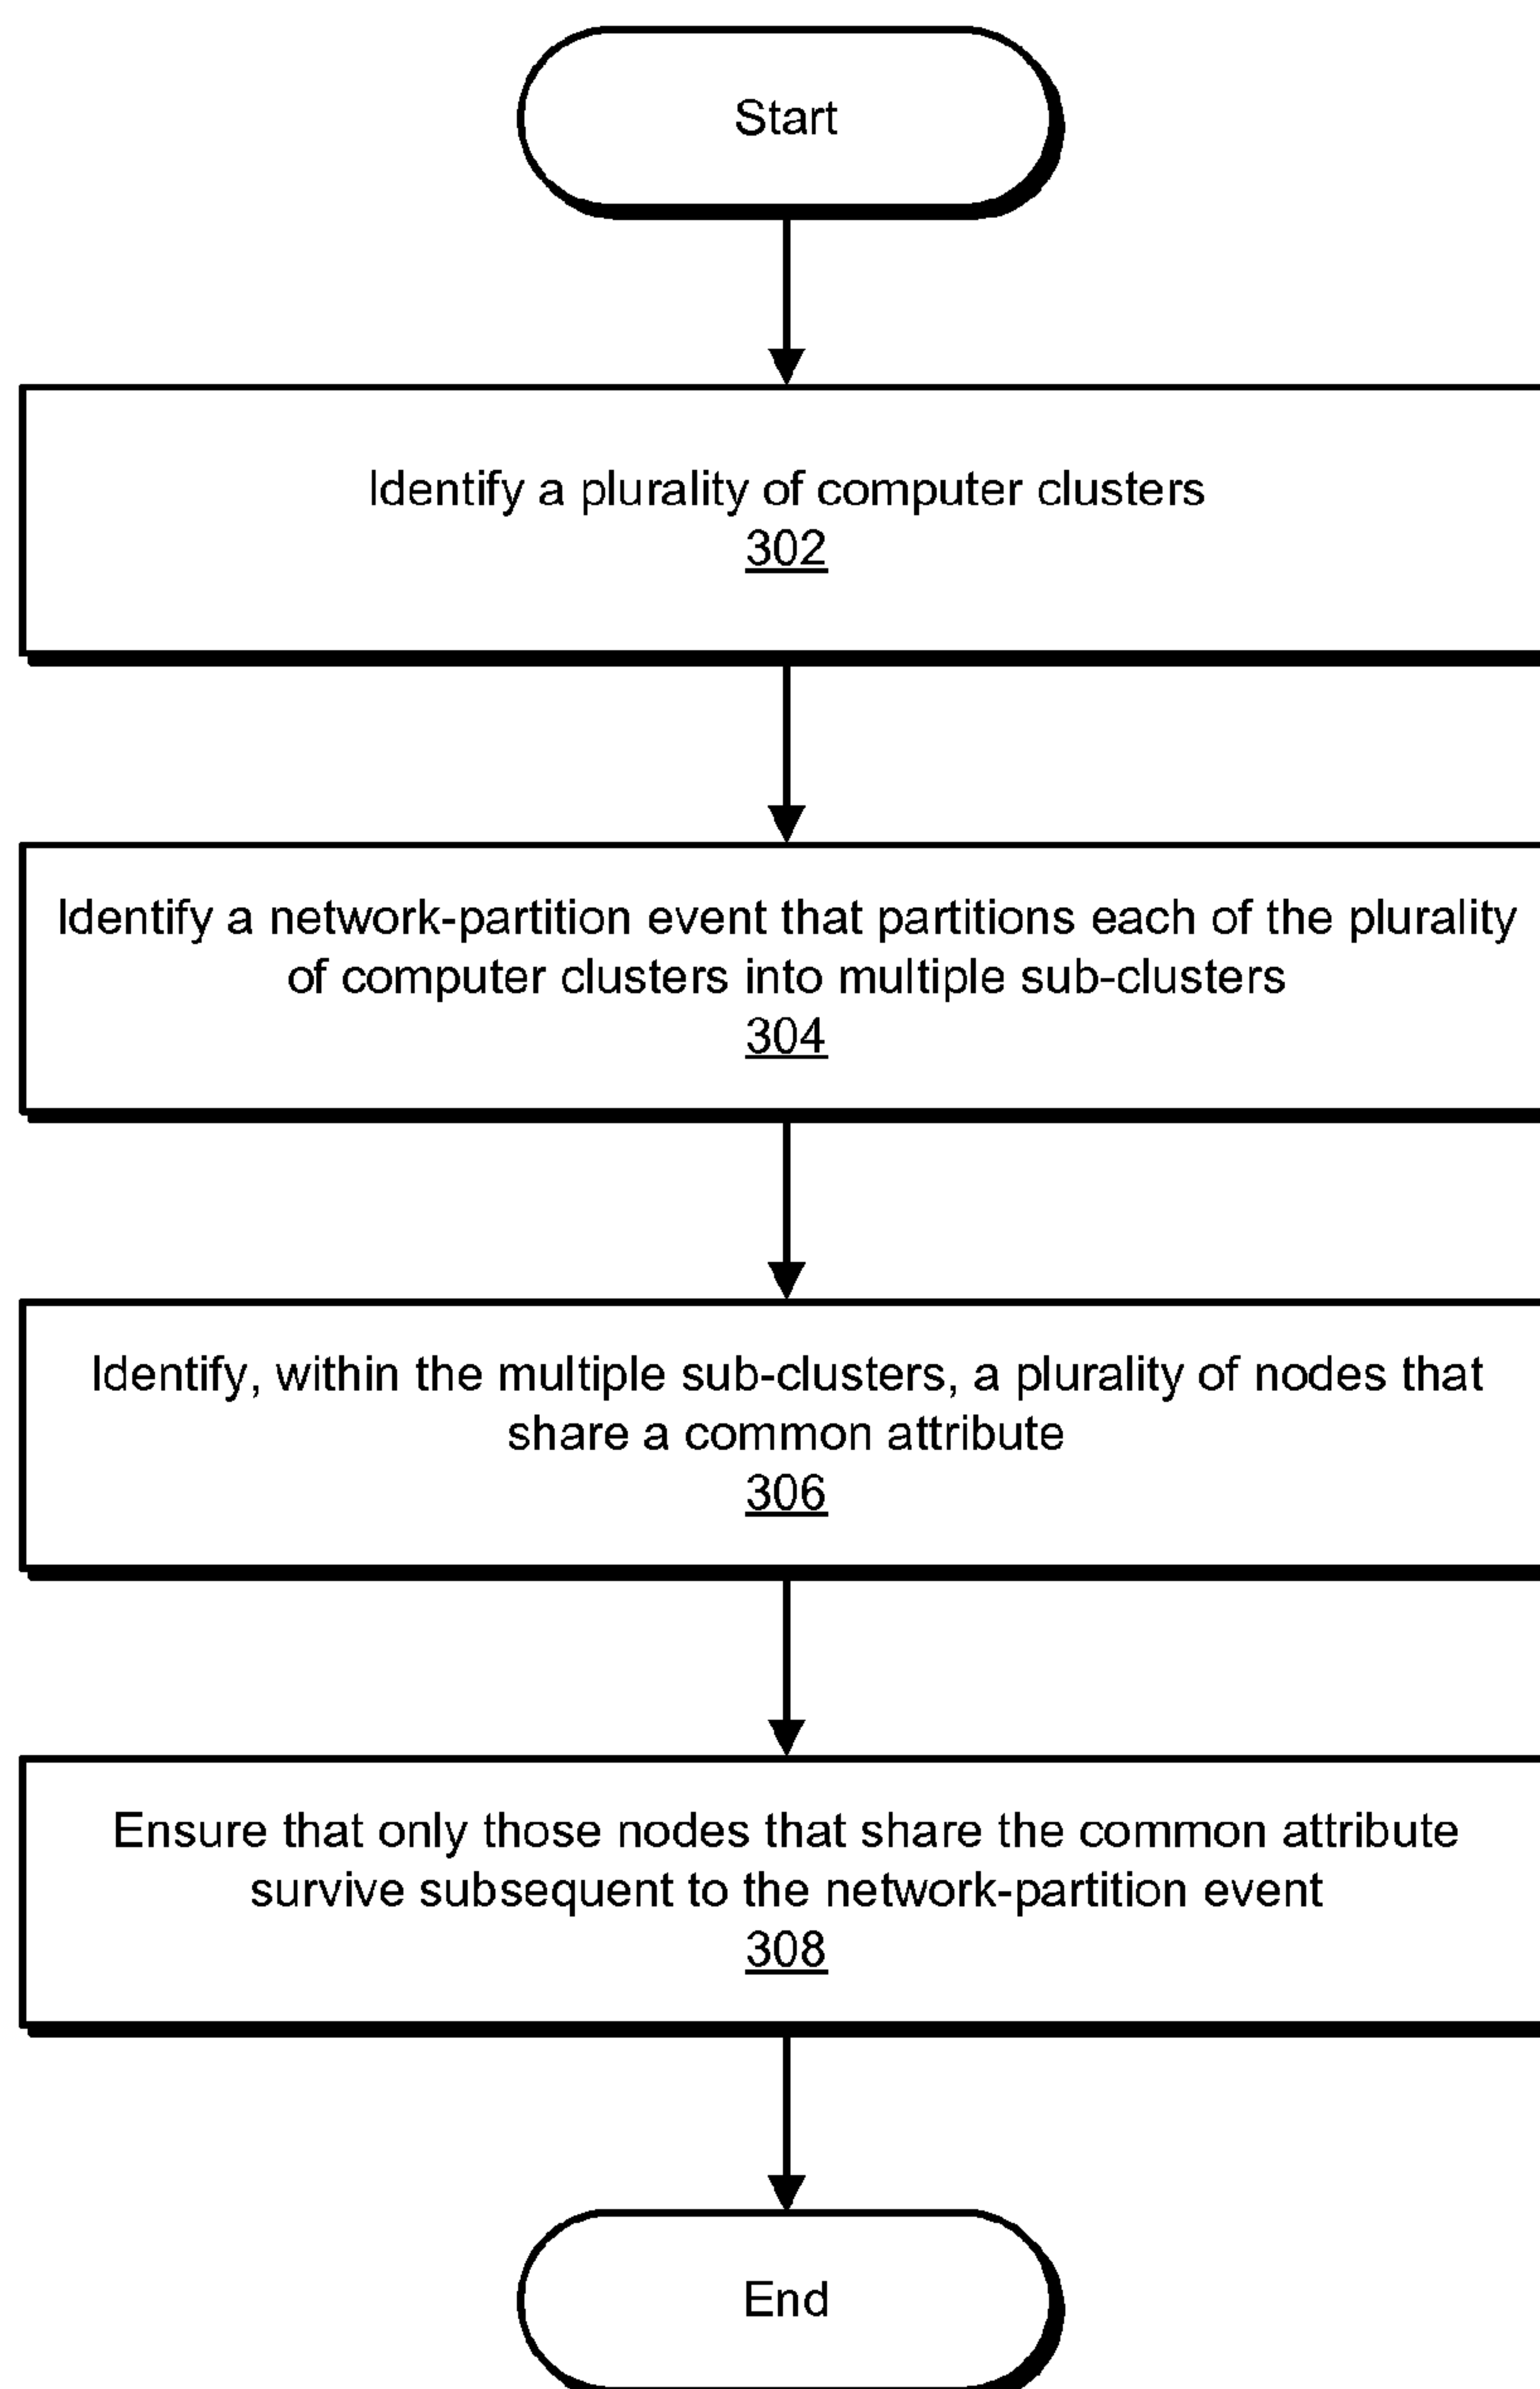 Start
Identify a plurality of computer clusters
302
Identify a network-partition event that partitions each of the plurality
of computer clusters into multiple sub-clusters
304
Identify, within the multiple sub-clusters, a plurality of nodes that
share a common attribute
306
Ensure that only those nodes that share the common attribute
survive subsequent to the network-partition event
308
End